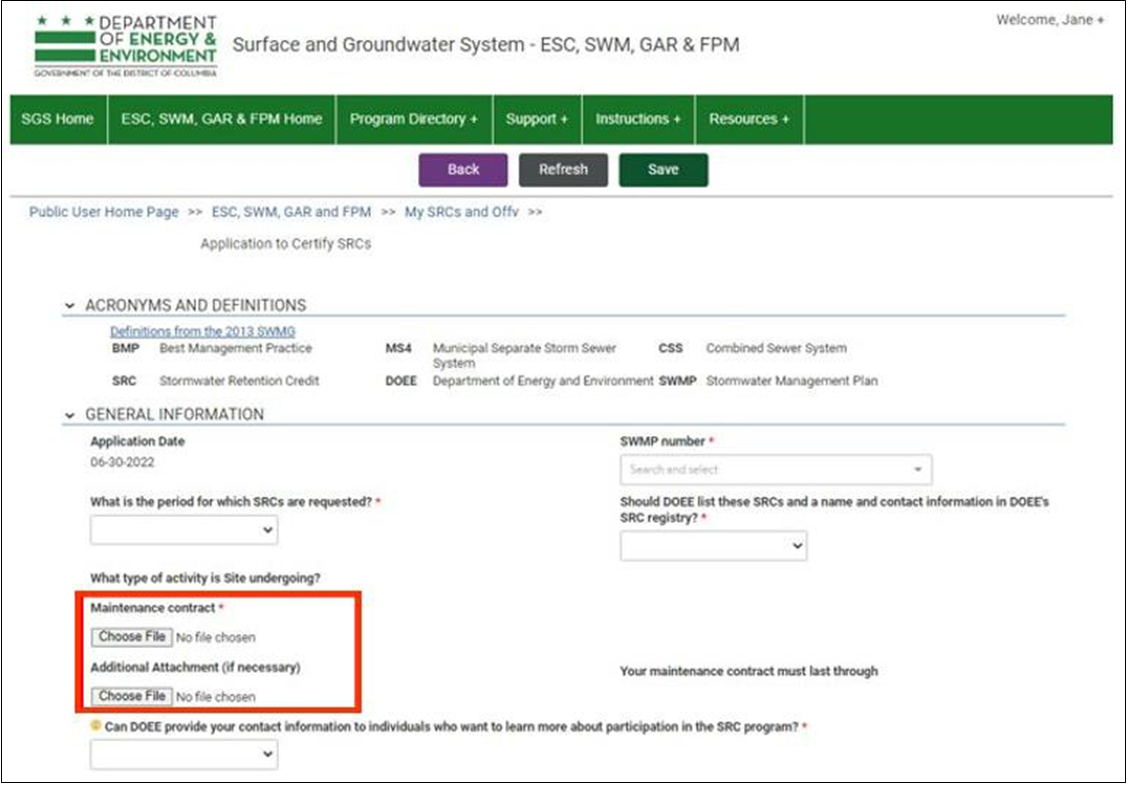 Welcome, Jane +
DEPARTMENT
OF ENERGY &
ENVIRONMENT
GOVERNMENT OF THE DISTRICT OF COLUMBIA
Surface and Groundwater System - ESC, SWM, GAR & FPM
SGS Home ESC, SWM, GAR & FPM Home Program Directory + Support + Instructions + Resources +
Back Refresh Save
Public User Home Page >> ESC, SWM, GAR and FPM >> My SRCs and Offv >>
Application to Certify SRCs
ACRONYMS AND DEFINITIONS
Definitions from the 2013 SWMG
BMP Best Management Practice MS4 Municipal Separate Storm Sewer System CSS Combined Sewer System
SRC Stormwater Retention Credit DOEE Department of Energy and Environment SWMP Stormwater Management Plan
GENERAL INFORMATION
Application Date
06-30-2022
SWMP number *
Search and select
What is the period for which SRCs are requested? *
Should DOEE list these SRCs and a name and contact information in DOEE's
SRC registry? *
What type of activity is Site undergoing?
Maintenance contract *
Choose File No file chosen
Additional Attachment (if necessary)
Choose File No file chosen
Your maintenance contract must last through
Can DOEE provide your contact information to individuals who want to learn more about participation in the SRC program? *